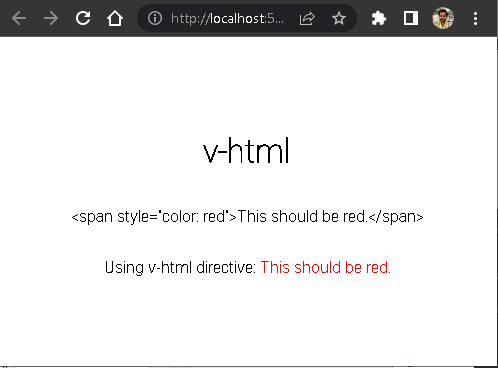 http://localhost:5...
v-html
<span style="color: red">This should be red.</span>
Using v-html directive: This should be red.